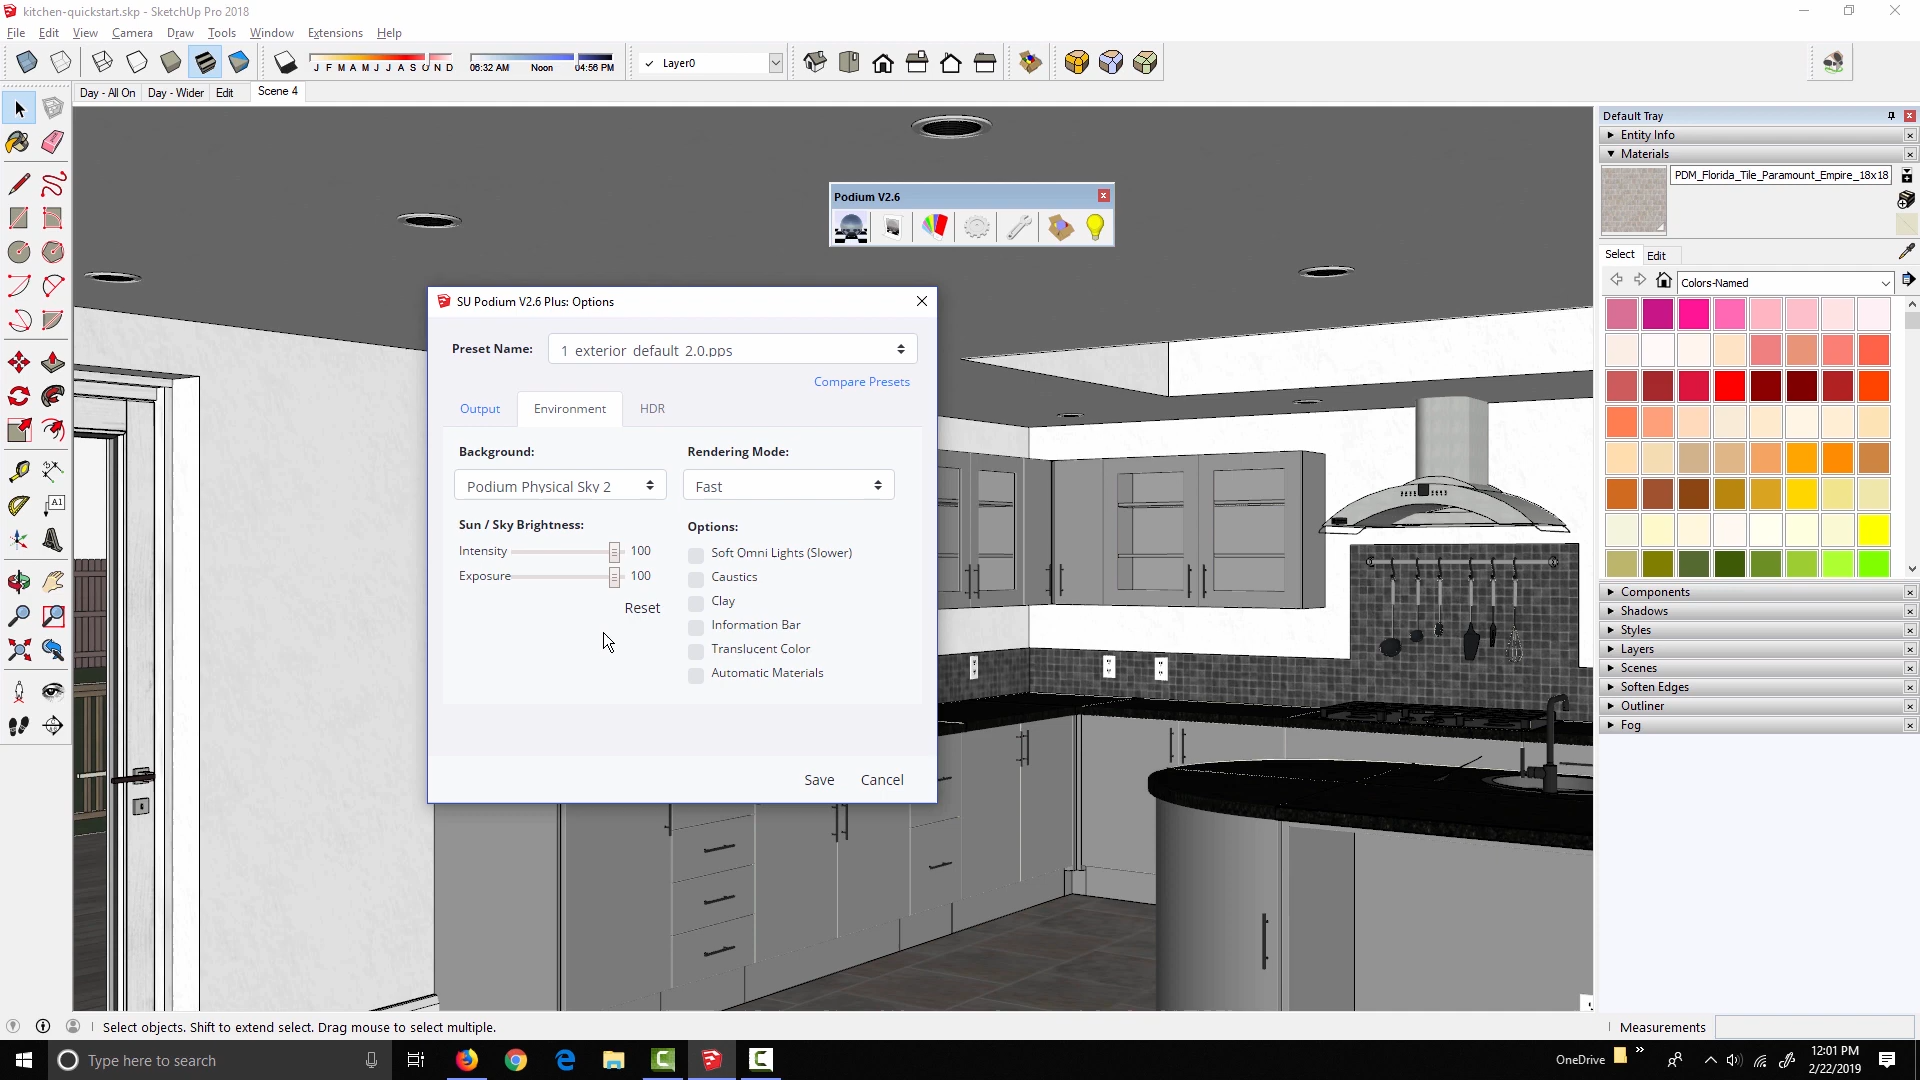 kitchen-quickstart.skp - SketchUp Pro 2018
File Edit View Camera Draw Tools Window Extensions Help
J F M A M J J A S O N D
06:32 AM Noon 04:56 PM
Layer0
Day - All On Day - Wider Edit Scene 4
Default Tray
Entity Info
Materials
PDM_Florida_Tile_Paramount_Empire_18x18
Select Edit
Colors-Named
Components
Shadows
Styles
Layers
Scenes
Soften Edges
Outliner
Fog
A1
Podium V2.6
SU Podium V2.6 Plus: Options
Preset Name: 1_exterior_default_2.0.pps
Compare Presets
Output Environment HDR
Background: Rendering Mode:
Podium Physical Sky 2 Fast
Sun / Sky Brightness: Options:
Intensity 100
Exposure 100
Reset
Soft Omni Lights (Slower)
Caustics
Clay
Information Bar
Translucent Color
Automatic Materials
Save Cancel
Select objects. Shift to extend select. Drag mouse to select multiple.
Measurements
Type here to search
OneDrive
12:01 PM
2/22/2019